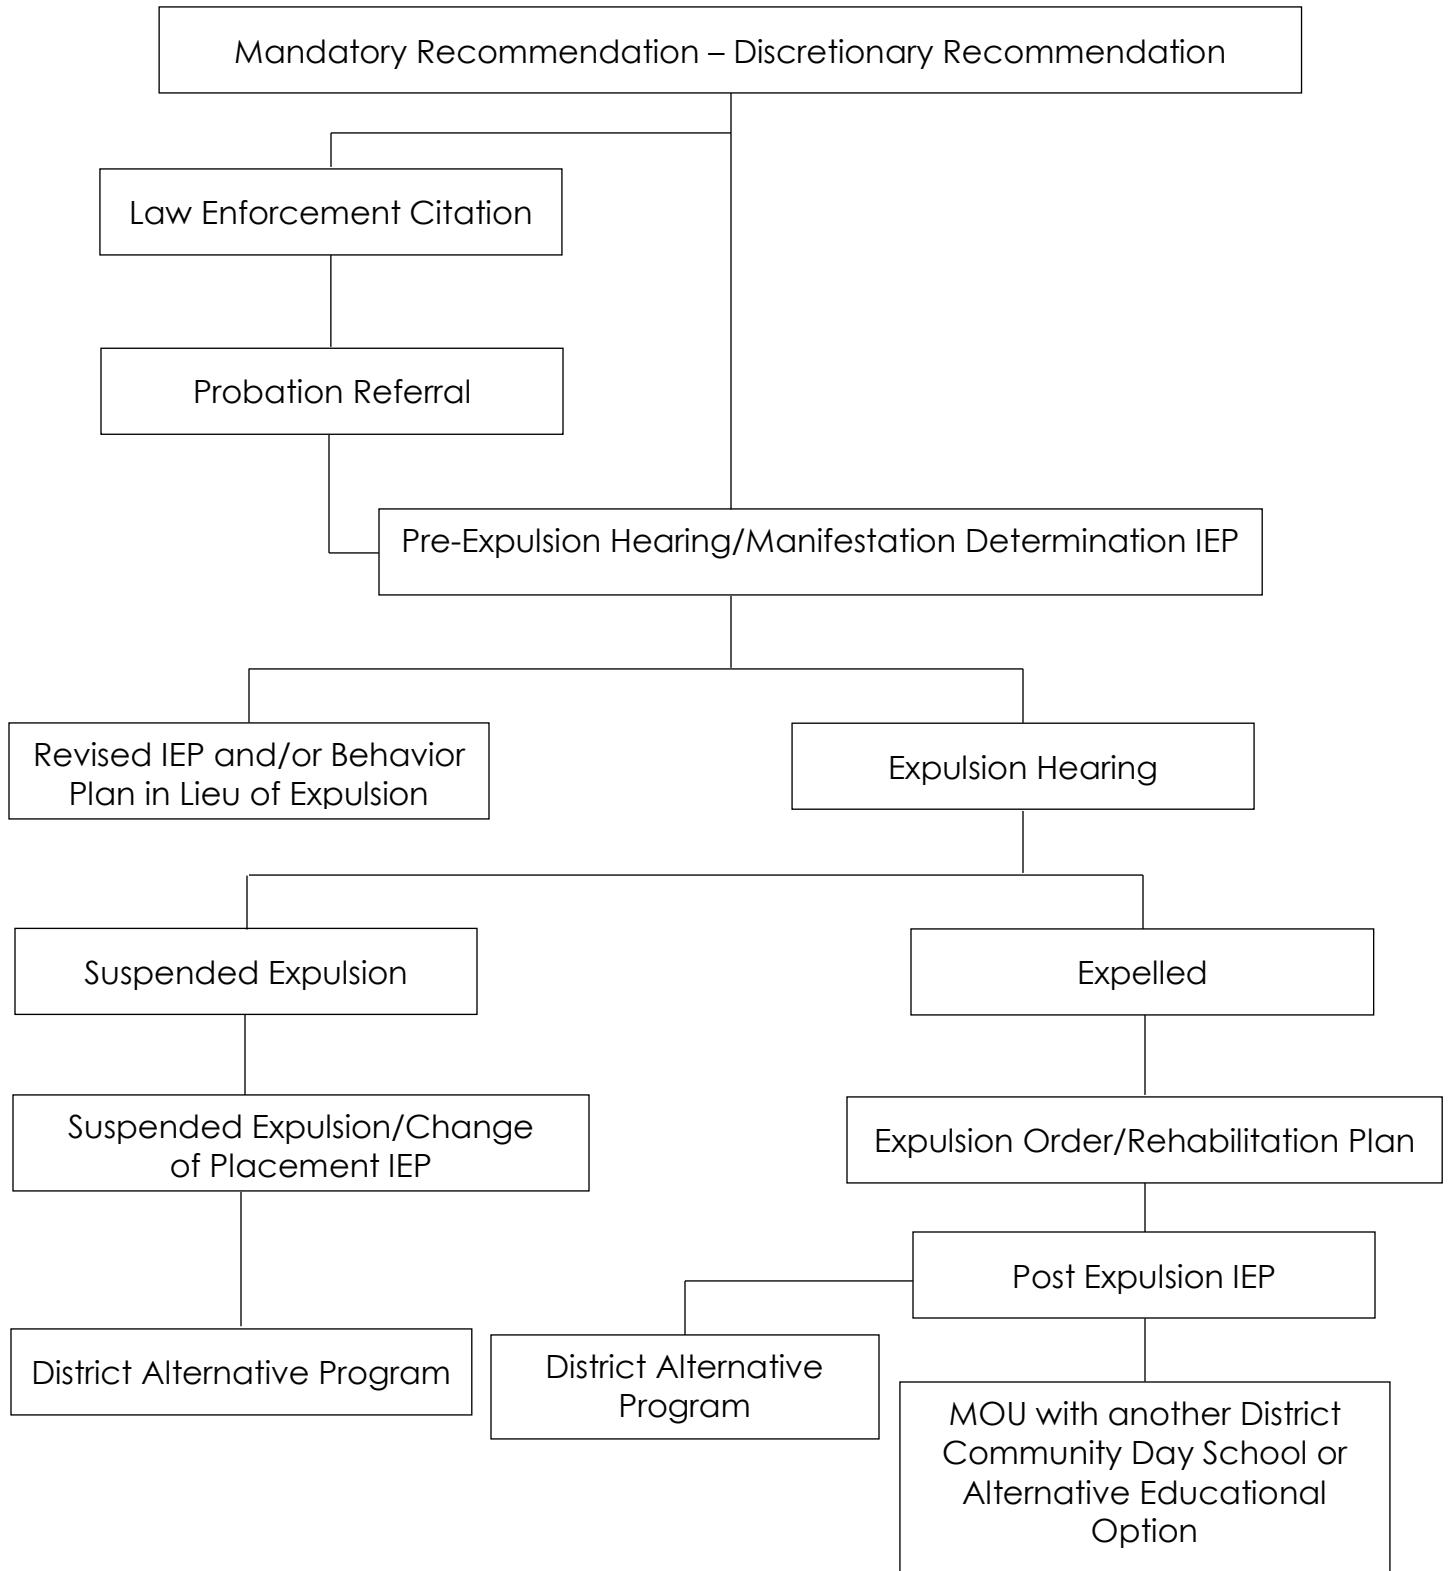 Mandatory Recommendation – Discretionary Recommendation
Law Enforcement Citation
Probation Referral
Pre-Expulsion Hearing/Manifestation Determination IEP
Revised IEP and/or Behavior
Plan in Lieu of Expulsion
Expulsion Hearing
Suspended Expulsion
Expelled
Suspended Expulsion/Change
of Placement IEP
Expulsion Order/Rehabilitation Plan
Post Expulsion IEP
District Alternative Program
District Alternative
Program
MOU with another District
Community Day School or
Alternative Educational
Option